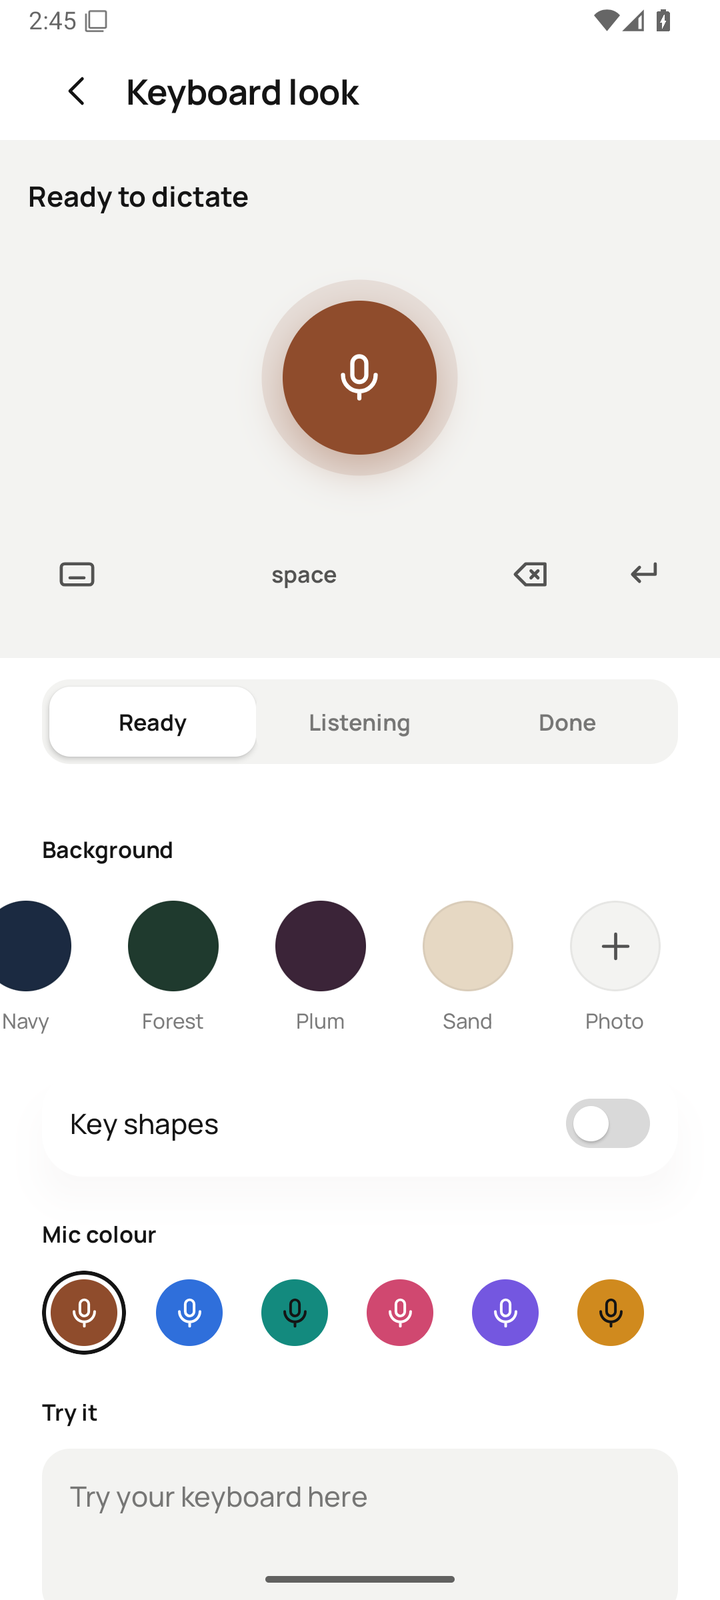 2:45
Keyboard look
Ready to dictate
space
Ready Listening Done
Background
Navy Forest Plum Sand Photo
Key shapes
Mic colour
Try it
Try your keyboard here